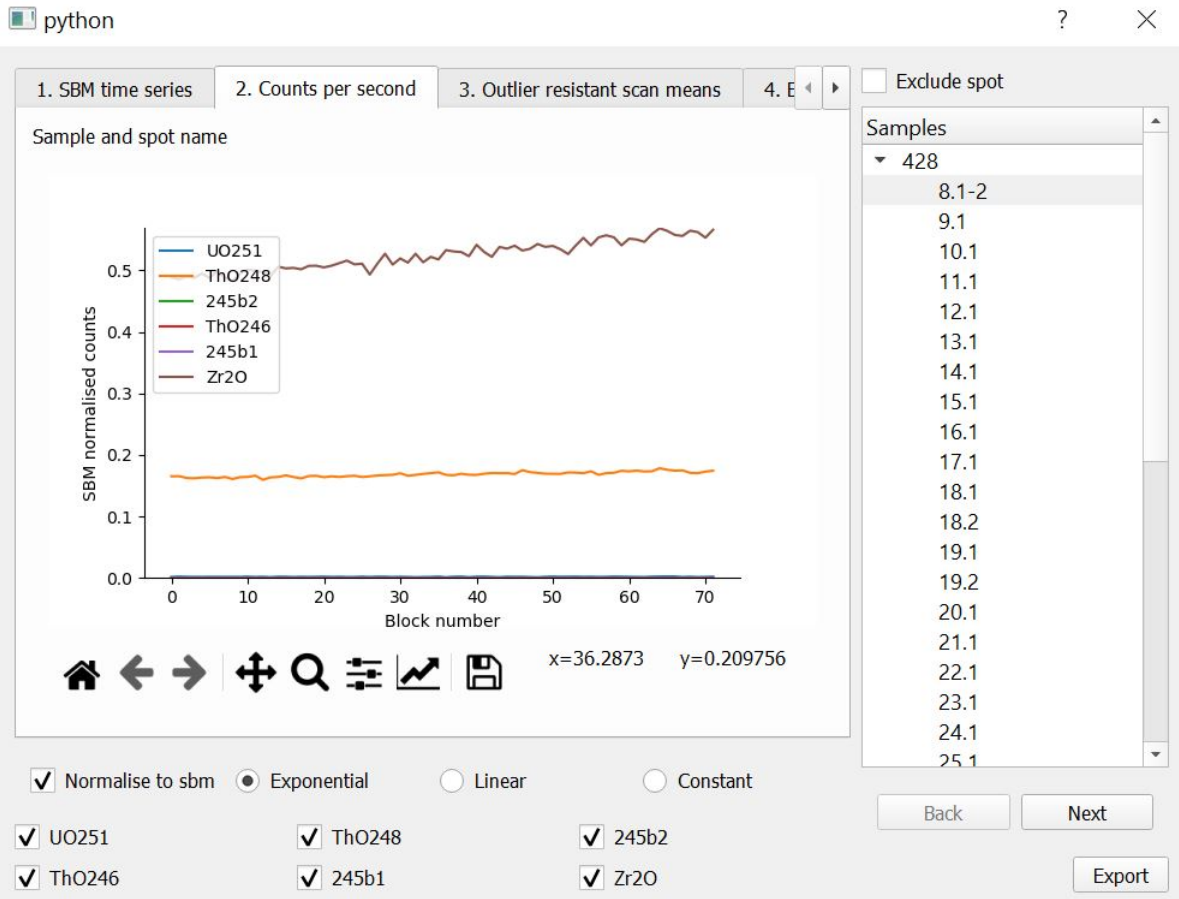 python
?
1. SBM time series
2. Counts per second
3. Outlier resistant scan means
4. E
Exclude spot
Sample and spot name
Samples
428
8.1-2
9.1
10.1
11.1
12.1
13.1
14.1
15.1
16.1
17.1
18.1
18.2
19.1
19.2
20.1
21.1
22.1
23.1
24.1
25.1
UO251
ThO248
245b2
ThO246
245b1
Zr2O
SBM normalised counts
0.5
0.4
0.3
0.2
0.1
0.0
0 10 20 30 40 50 60 70
Block number
x=36.2873 y=0.209756
Normalise to sbm Exponential Linear Constant
UO251 ThO248 245b2
ThO246 245b1 Zr2O
Back Next
Export